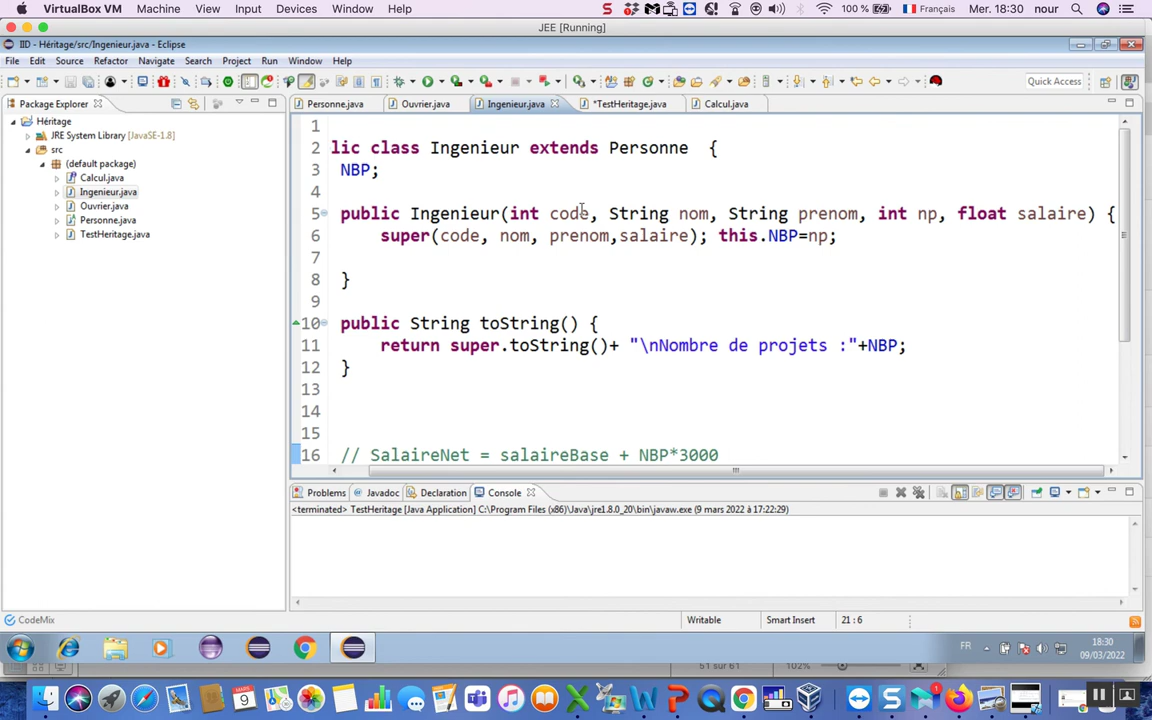 VirtualBox VM Machine View Input Devices Window Help 100 % Français Mer. 18:30 nour
JEE [Running]
IID - Héritage/src/Ingenieur.java - Eclipse
File Edit Source Refactor Navigate Search Project Run Window Help
Quick Access
Package Explorer
Héritage
JRE System Library [JavaSE-1.8]
src
(default package)
Calcul.java
Ingenieur.java
Ouvrier.java
Personne.java
TestHeritage.java
Personne.java Ouvrier.java Ingenieur.java *TestHeritage.java Calcul.java
1
2 lic class Ingenieur extends Personne {
3 NBP;
4
5 public Ingenieur(int code, String nom, String prenom, int np, float salaire) {
6 super(code, nom, prenom,salaire); this.NBP=np;
7
8 }
9
10 public String toString() {
11 return super.toString()+ "\nNombre de projets :"+NBP;
12 }
13
14
15
16 // SalaireNet = salaireBase + NBP*3000
Problems Javadoc Declaration Console
<terminated> TestHeritage [Java Application] C:\Program Files (x86)\Java\jre1.8.0_20\bin\javaw.exe (9 mars 2022 à 17:22:29)
CodeMix Writable Smart Insert 21 : 6
FR 18:30
09/03/2022
51 sur 61 102%
MARS
9
1